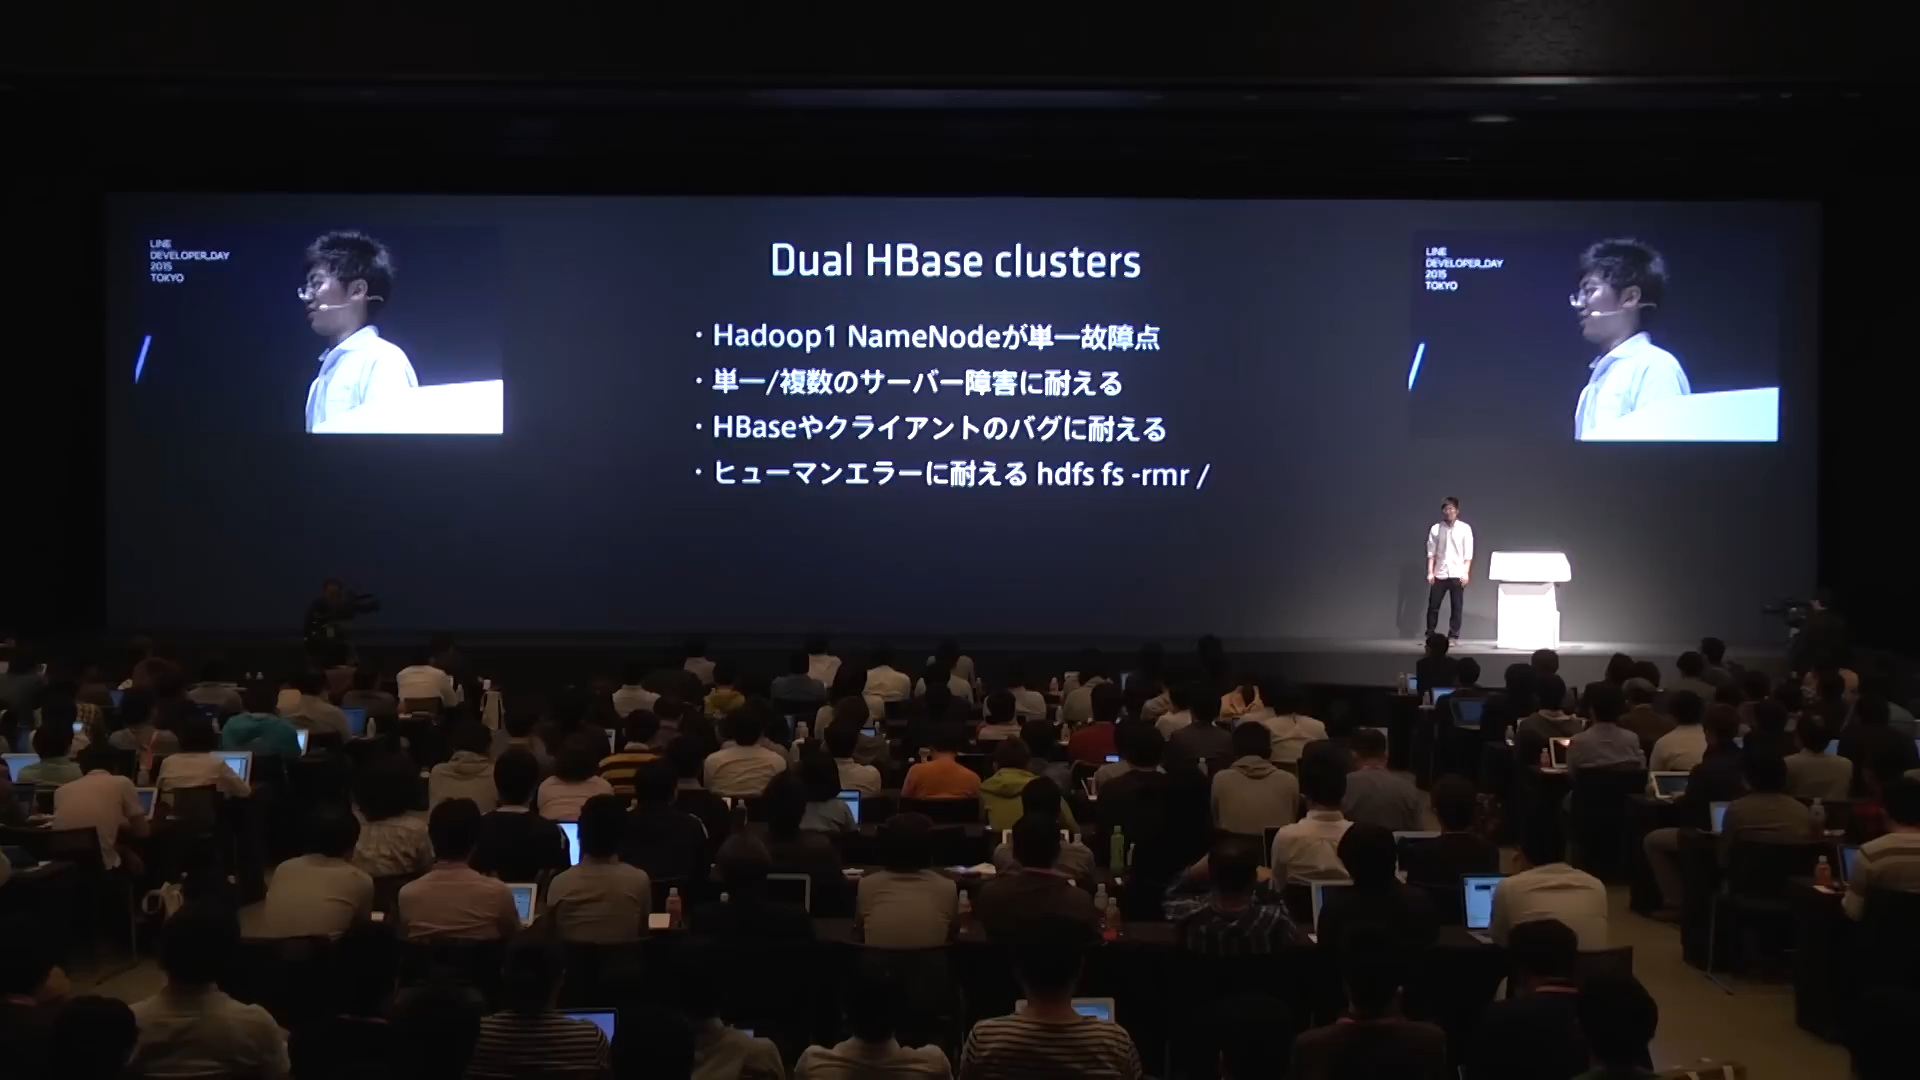 LINE
DEVELOPER_DAY
2015
TOKYO
Dual HBase clusters
・Hadoop1 NameNodeが単一故障点
・単一/複数のサーバー障害に耐える
・HBaseやクライアントのバグに耐える
・ヒューマンエラーに耐える hdfs fs -rmr /
LINE
DEVELOPER_DAY
2015
TOKYO